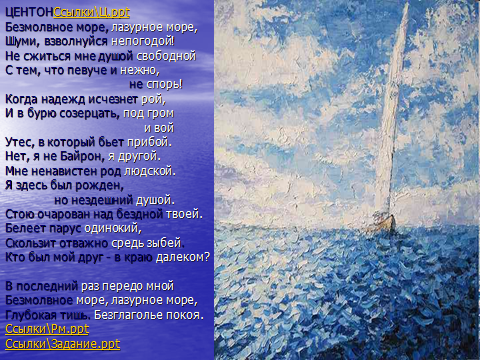 ЦЕНТОНСсылки\Ц.ppt
Безмолвное море, лазурное море,
Шуми, взволнуйся непогодой!
Не сжиться мне душой свободной
С тем, что певуче и нежно,
не спорь!
Когда надежд исчезнет рой,
И в бурю созерцать, под гром
и вой
Утес, в который бьет прибой.
Нет, я не Байрон, я другой.
Мне ненавистен род людской.
Я здесь был рожден,
но нездешний душой.
Стою очарован над бездной твоей.
Белеет парус одинокий,
Скользит отважно средь зыбей.
Кто был мой друг - в краю далеком?
В последний раз передо мной
Безмолвное море, лазурное море,
Глубокая тишь. Безглаголье покоя.
Ссылки\Рм.ppt
Ссылки\Задание.ppt